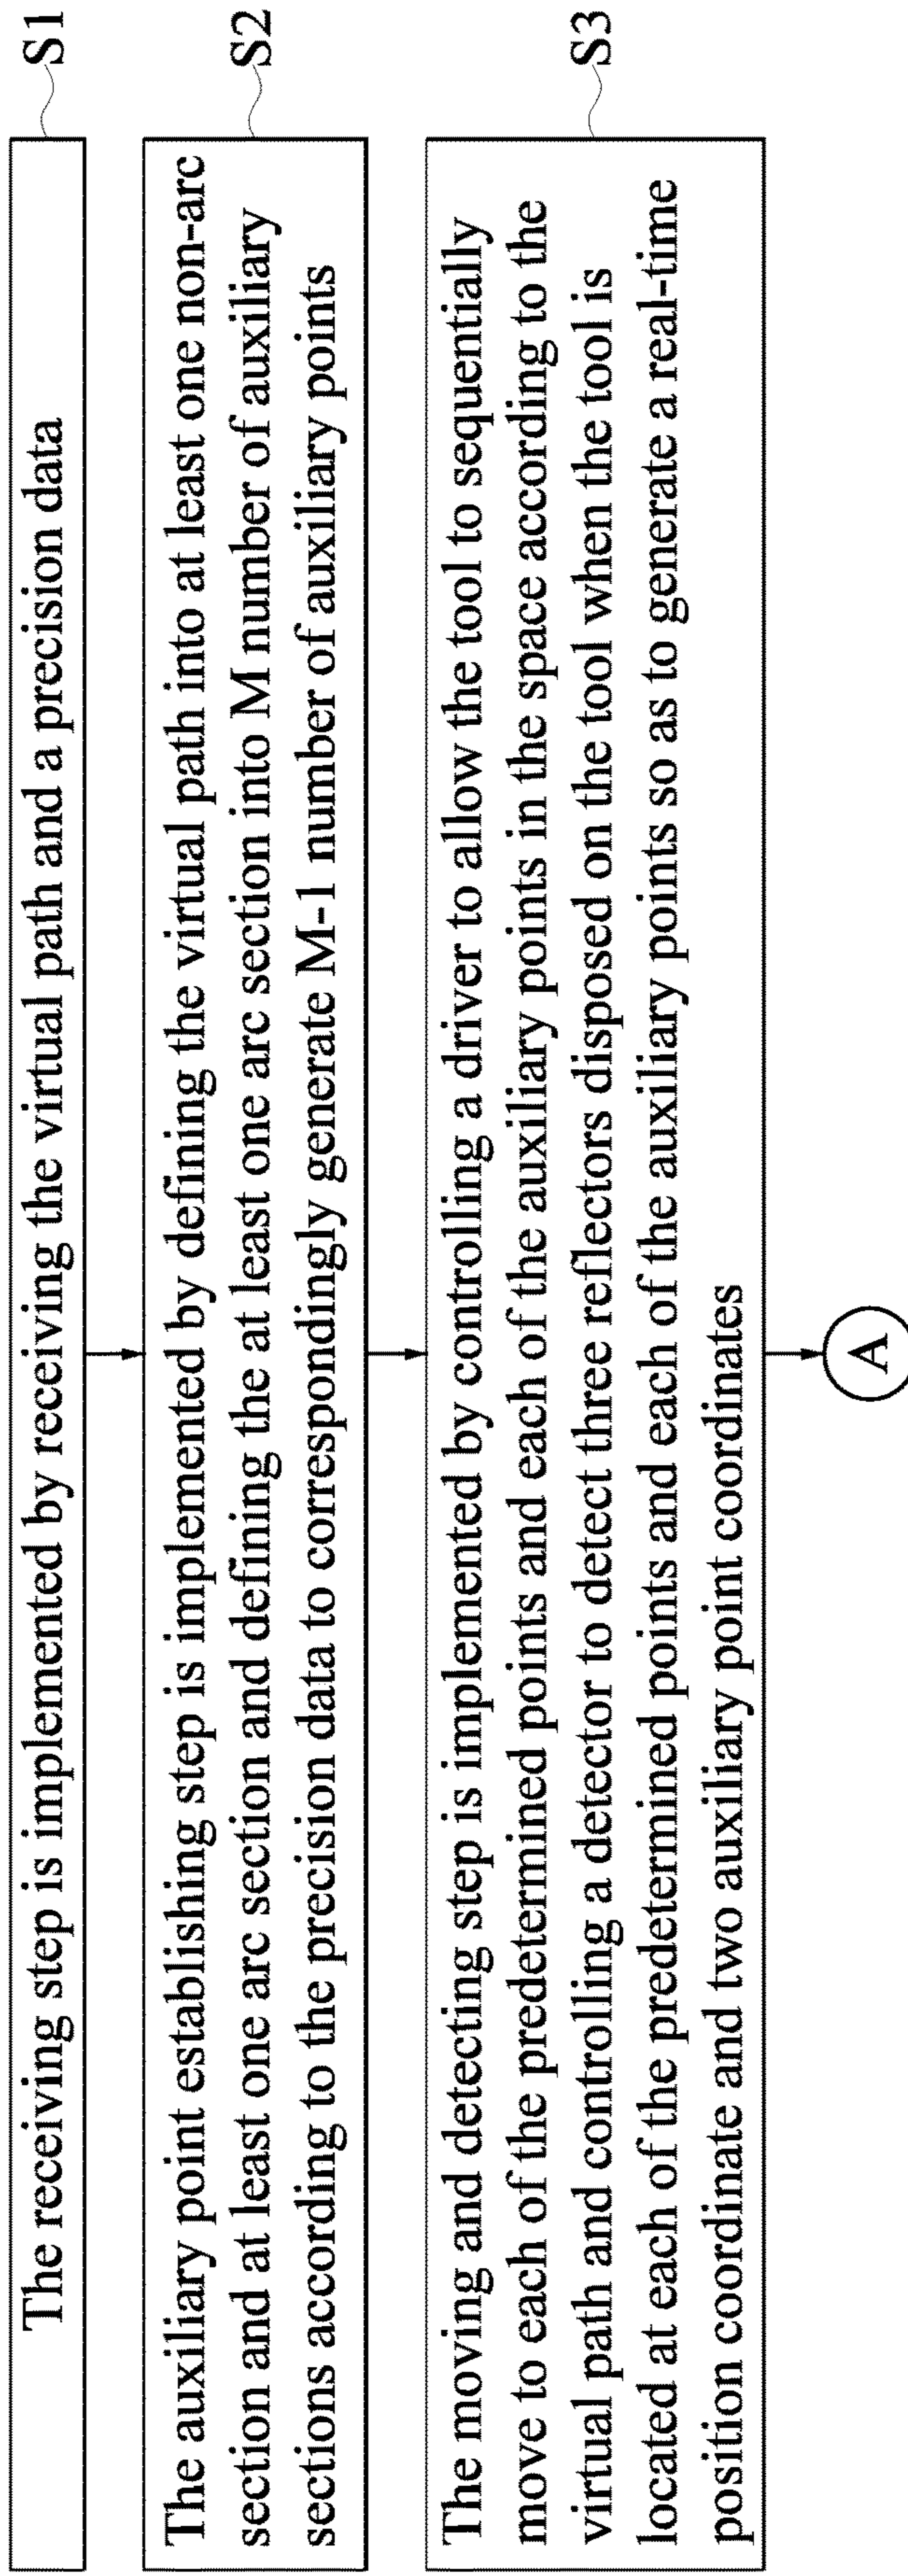 The receiving step is implemented by receiving the virtual path and a precision data
S1
The auxiliary point establishing step is implemented by defining the virtual path into at least one non-arc
section and at least one arc section and defining the at least one arc section into M number of auxiliary
sections according to the precision data to correspondingly generate M-1 number of auxiliary points
S2
The moving and detecting step is implemented by controlling a driver to allow the tool to sequentially
move to each of the predetermined points and each of the auxiliary points in the space according to the
virtual path and controlling a detector to detect three reflectors disposed on the tool when the tool is
located at each of the predetermined points and each of the auxiliary points so as to generate a real-time
position coordinate and two auxiliary point coordinates
S3
A